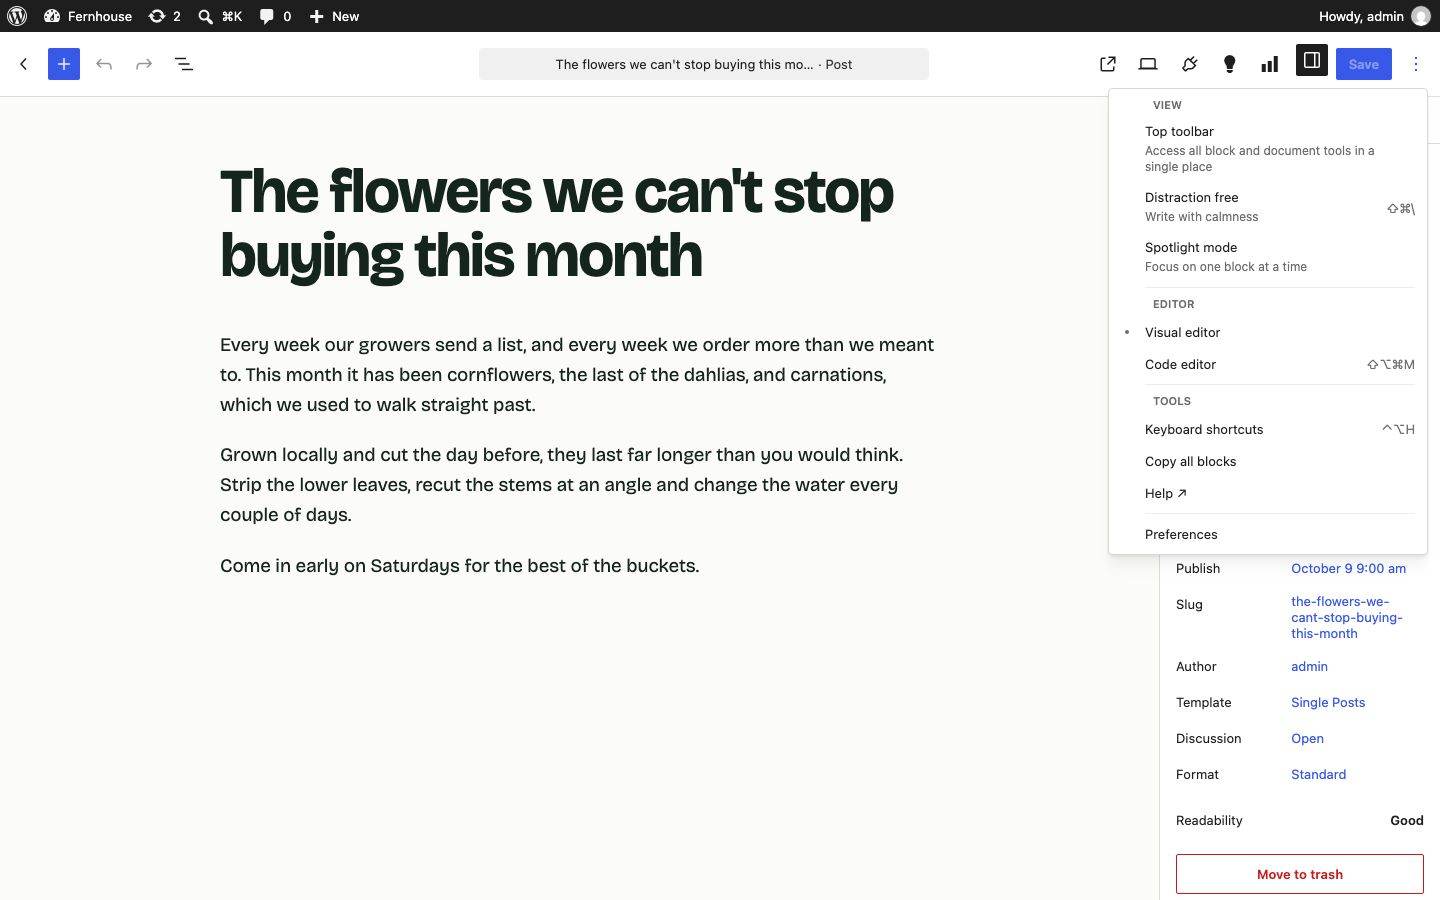 Fernhouse 2 ⌘K 0 New Howdy, admin
The flowers we can't stop buying this mo... · Post
Save
VIEW
Top toolbar
Access all block and document tools in a
single place
Distraction free ⇧⌘\
Write with calmness
Spotlight mode
Focus on one block at a time
EDITOR
Visual editor
Code editor ⇧⌥⌘M
TOOLS
Keyboard shortcuts ⌃⌥H
Copy all blocks
Help ↗
Preferences
The flowers we can't stop
buying this month
Every week our growers send a list, and every week we order more than we meant
to. This month it has been cornflowers, the last of the dahlias, and carnations,
which we used to walk straight past.
Grown locally and cut the day before, they last far longer than you would think.
Strip the lower leaves, recut the stems at an angle and change the water every
couple of days.
Come in early on Saturdays for the best of the buckets.
Publish October 9 9:00 am
Slug the-flowers-we-
cant-stop-buying-
this-month
Author admin
Template Single Posts
Discussion Open
Format Standard
Readability Good
Move to trash